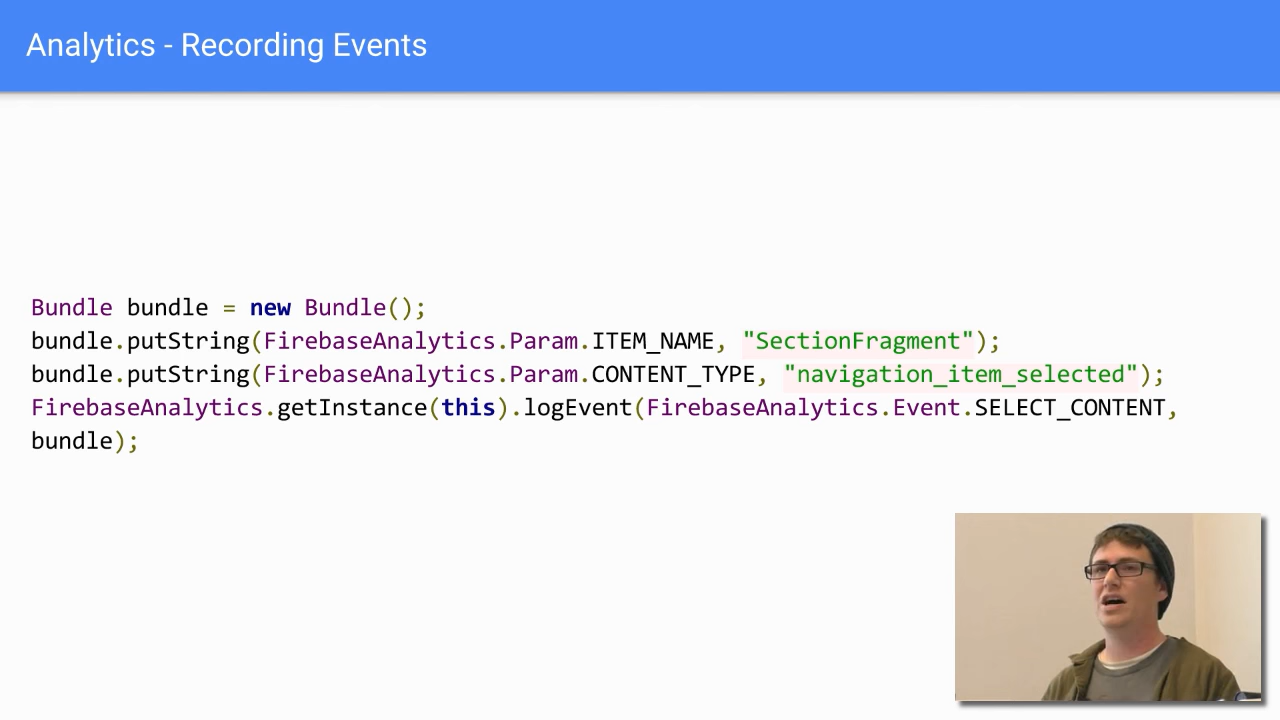 Analytics - Recording Events
Bundle bundle = new Bundle();
bundle.putString(FirebaseAnalytics.Param.ITEM_NAME, "SectionFragment");
bundle.putString(FirebaseAnalytics.Param.CONTENT_TYPE, "navigation_item_selected");
FirebaseAnalytics.getInstance(this).logEvent(FirebaseAnalytics.Event.SELECT_CONTENT,
bundle);